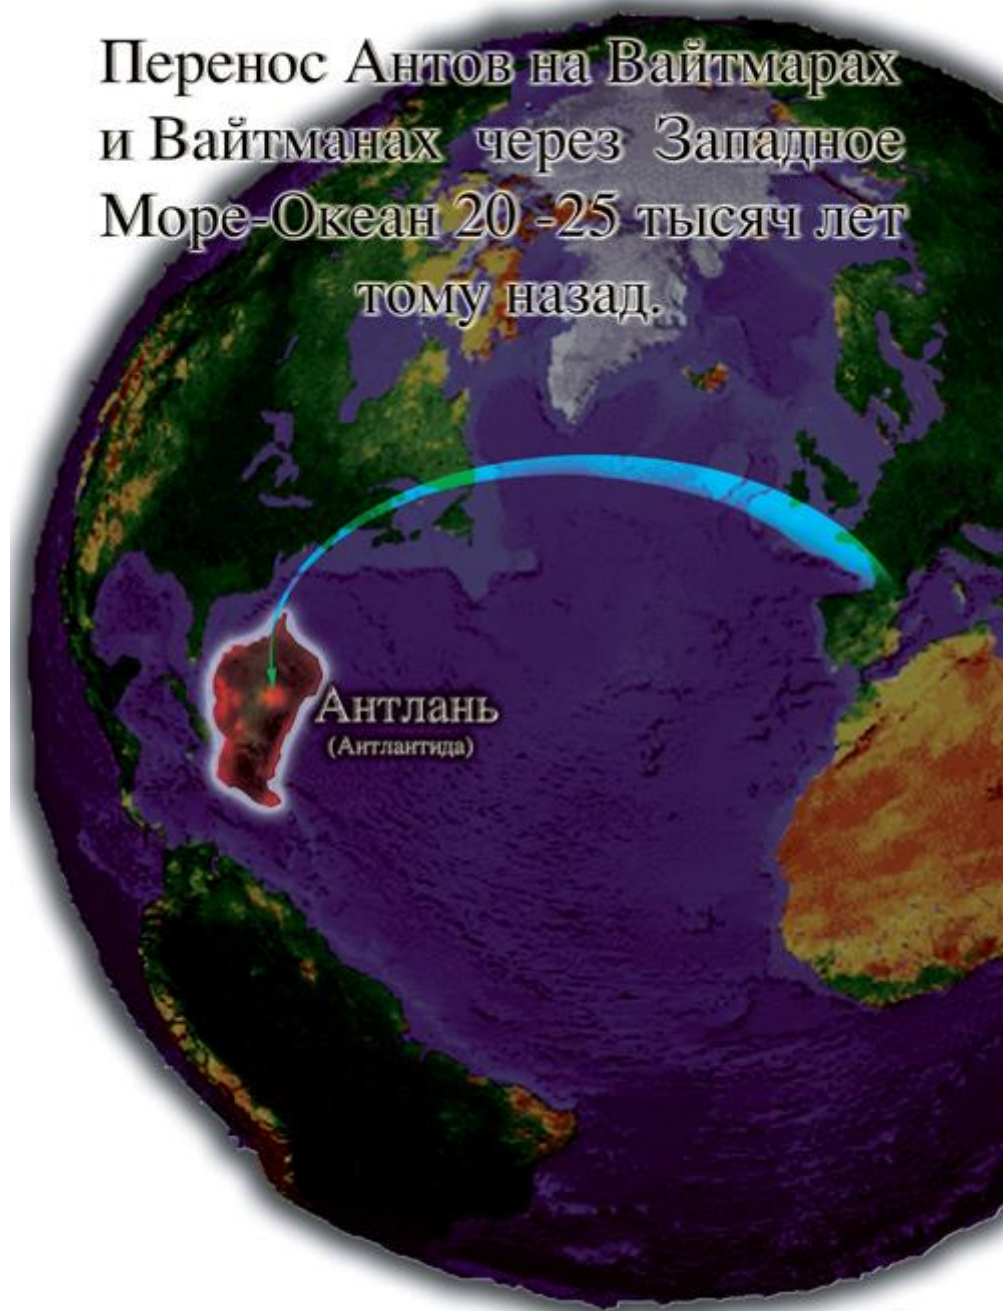 Перенос Антов на Вайтмарах
и Вайтманах через Западное
Море-Океан 20 -25 тысяч лет
тому назад.
Антлань
(Антлантида)